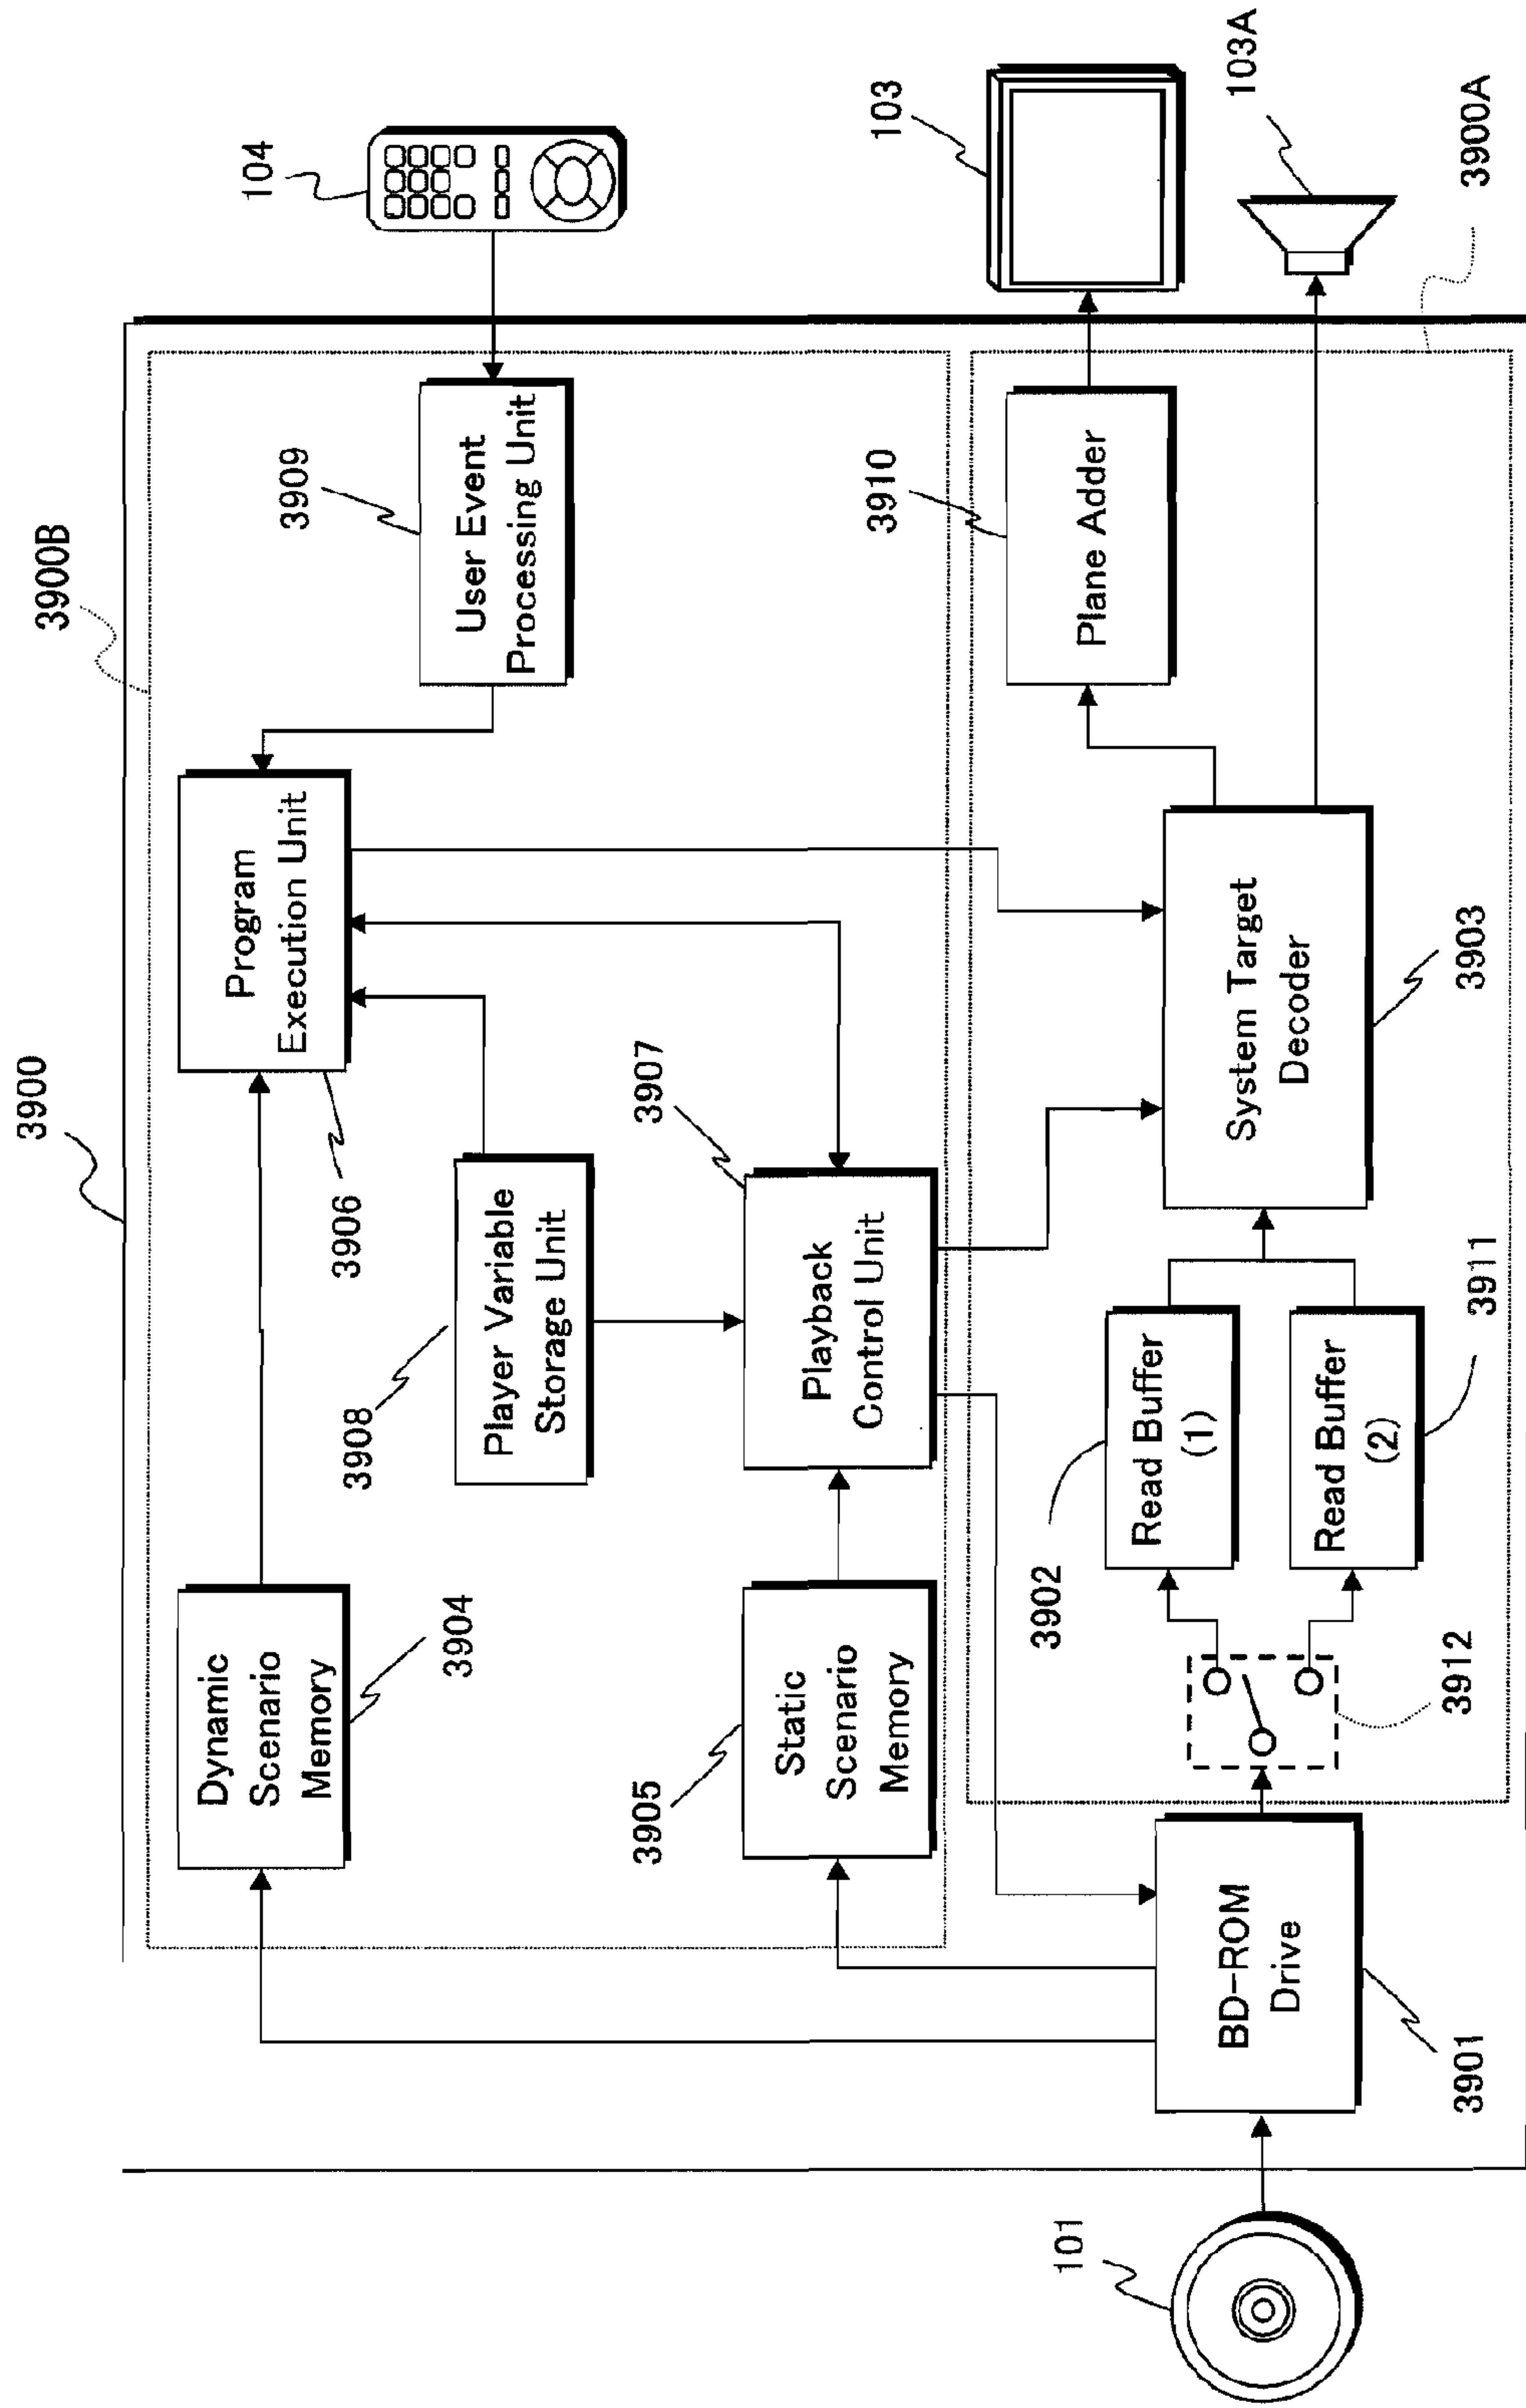 3900
3900B
104
3909
User Event
Processing Unit
Program
Execution Unit
3906
Dynamic
Scenario
Memory
3904
3908
Player Variable
Storage Unit
3907
Playback
Control Unit
3905
Static
Scenario
Memory
103
103A
3900A
3910
Plane Adder
System Target
Decoder
3903
3902
Read Buffer
(1)
Read Buffer
(2)
3911
3912
BD-ROM
Drive
3901
101